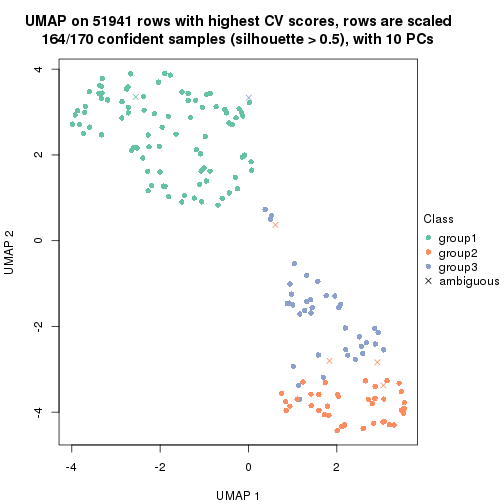 UMAP on 51941 rows with highest CV scores, rows are scaled
164/170 confident samples (silhouette > 0.5), with 10 PCs
4
2
0
-2
-4
UMAP 2
-4
-2
0
2
UMAP 1
Class
group1
group2
group3
ambiguous